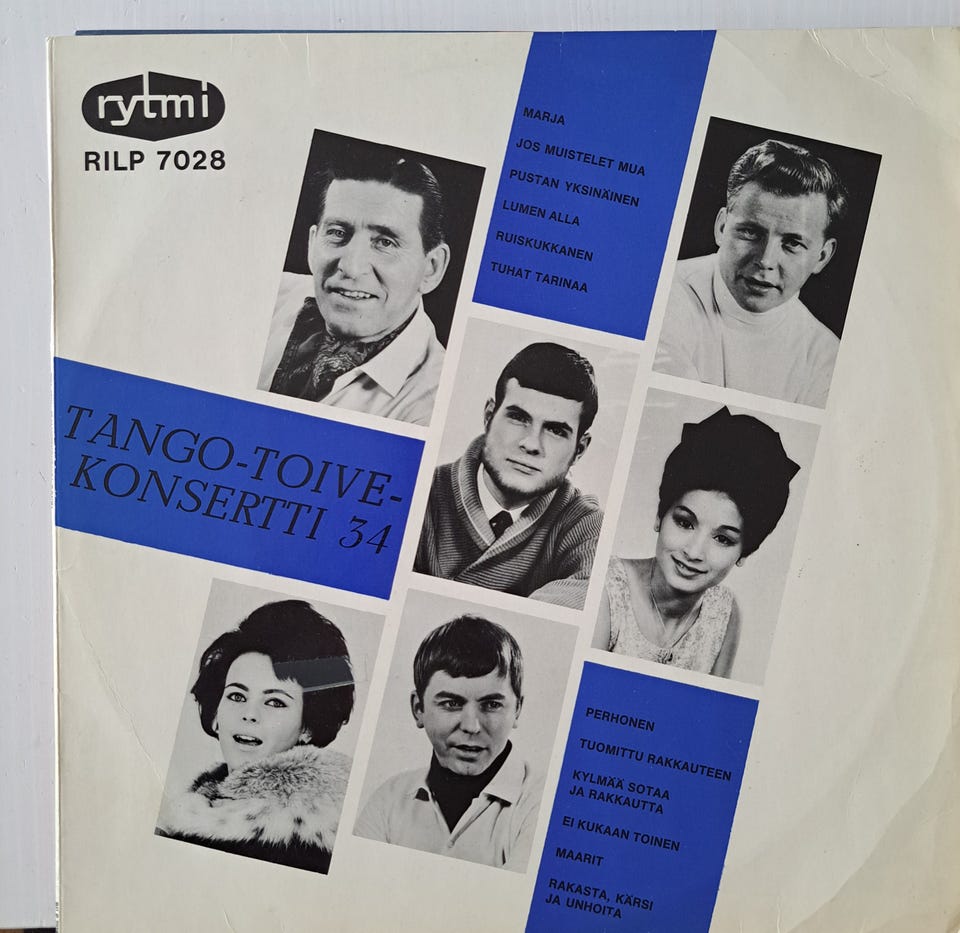 rytmi
RILP 7028
MARJA
JOS MUISTELET MUA
PUSTAN YKSINÄINEN
LUMEN ALLA
RUISKUKKANEN
TUHAT TARINAA
TANGO-TOIVE-
KONSERTTI 34
PERHONEN
TUOMITTU RAKKAUTEEN
KYLMÄÄ SOTAA
JA RAKKAUTTA
EI KUKAAN TOINEN
MAARIT
RAKASTA, KÄRSI
JA UNHOITA